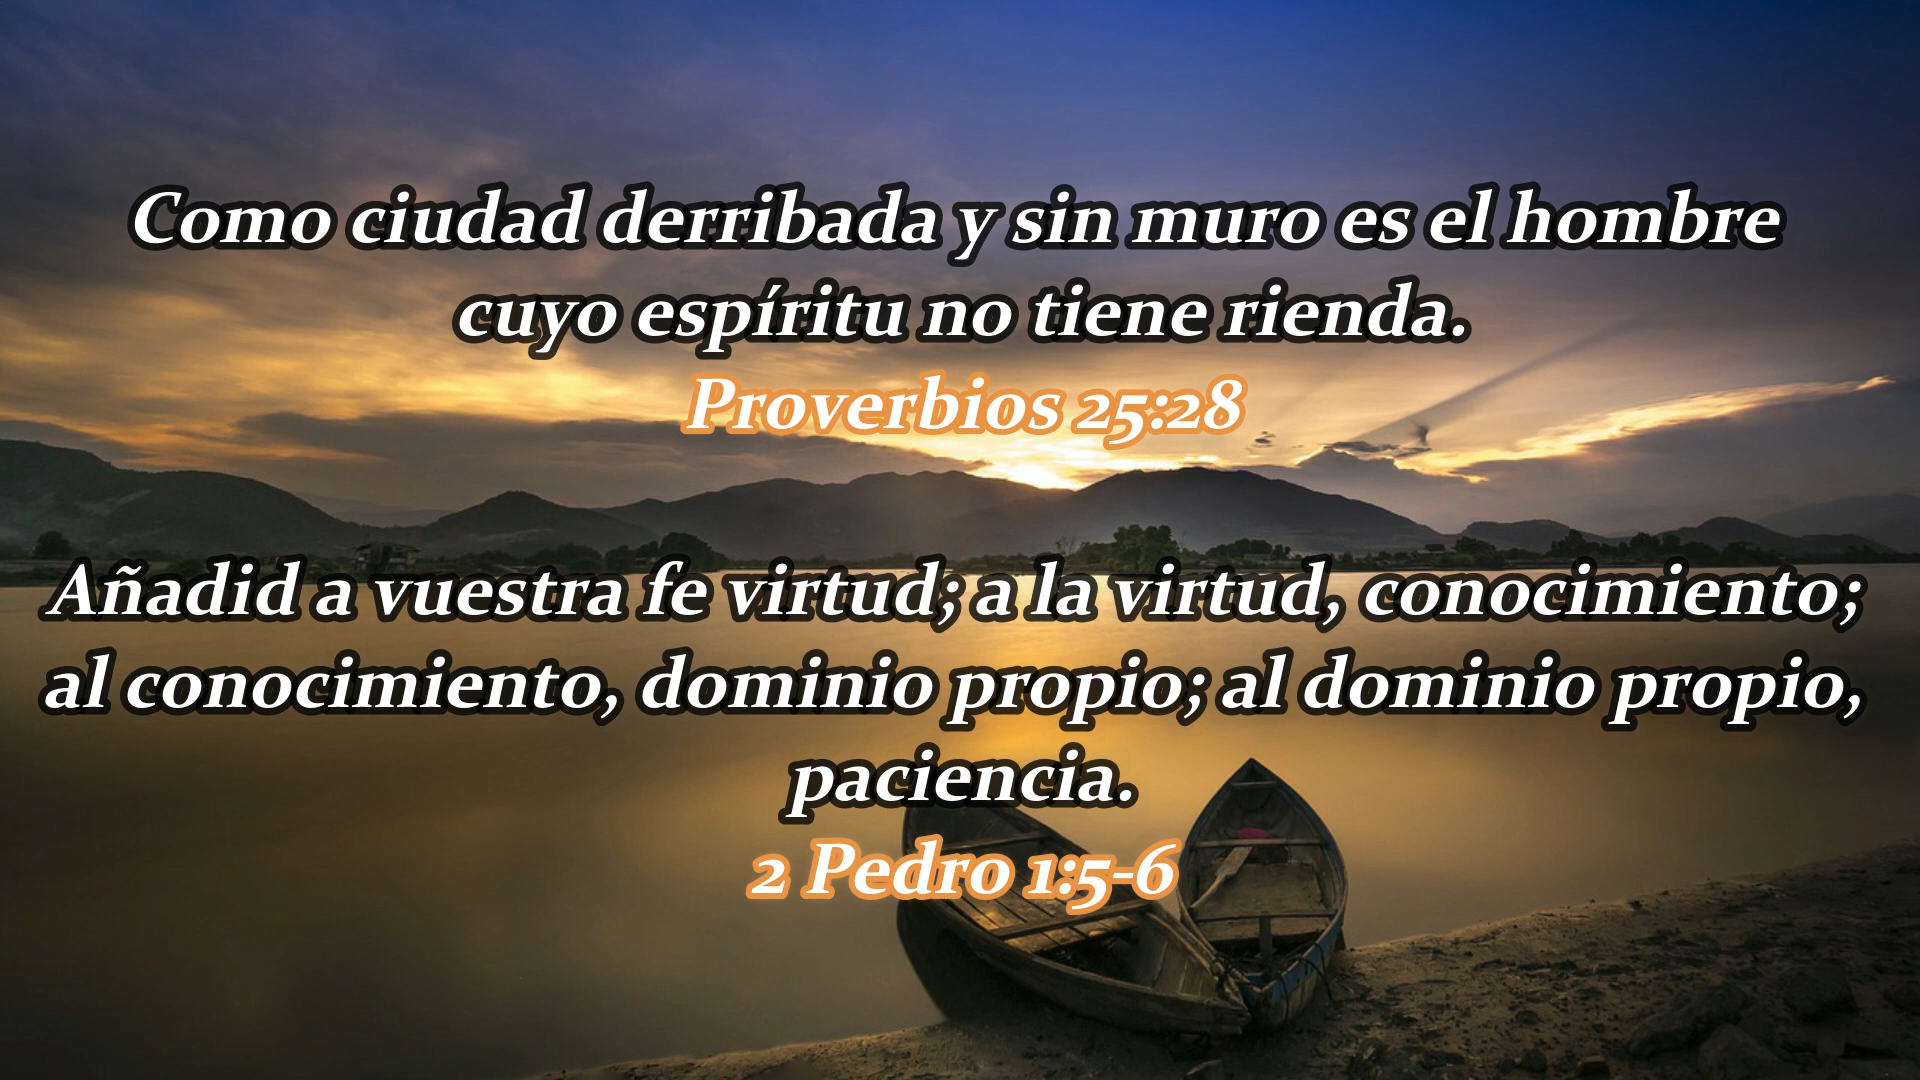 Como ciudad derribada y sin muro es el hombre
cuyo espíritu no tiene rienda.
Proverbios 25:28
Añadid a vuestra fe virtud; a la virtud, conocimiento;
al conocimiento, dominio propio; al dominio propio,
paciencia.
2 Pedro 1:5-6